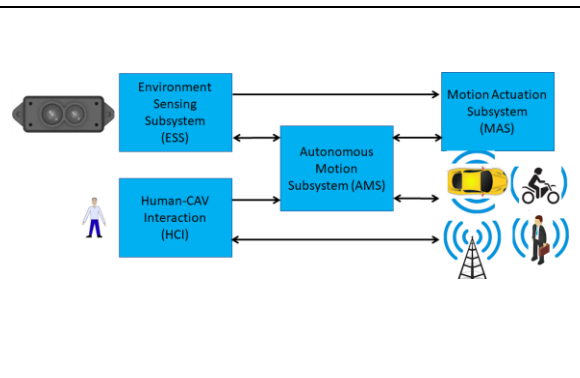 Environment
Sensing
Subsystem
(ESS)
Motion Actuation
Subsystem
(MAS)
Autonomous
Motion
Subsystem (AMS)
Human-CAV
Interaction
(HCI)